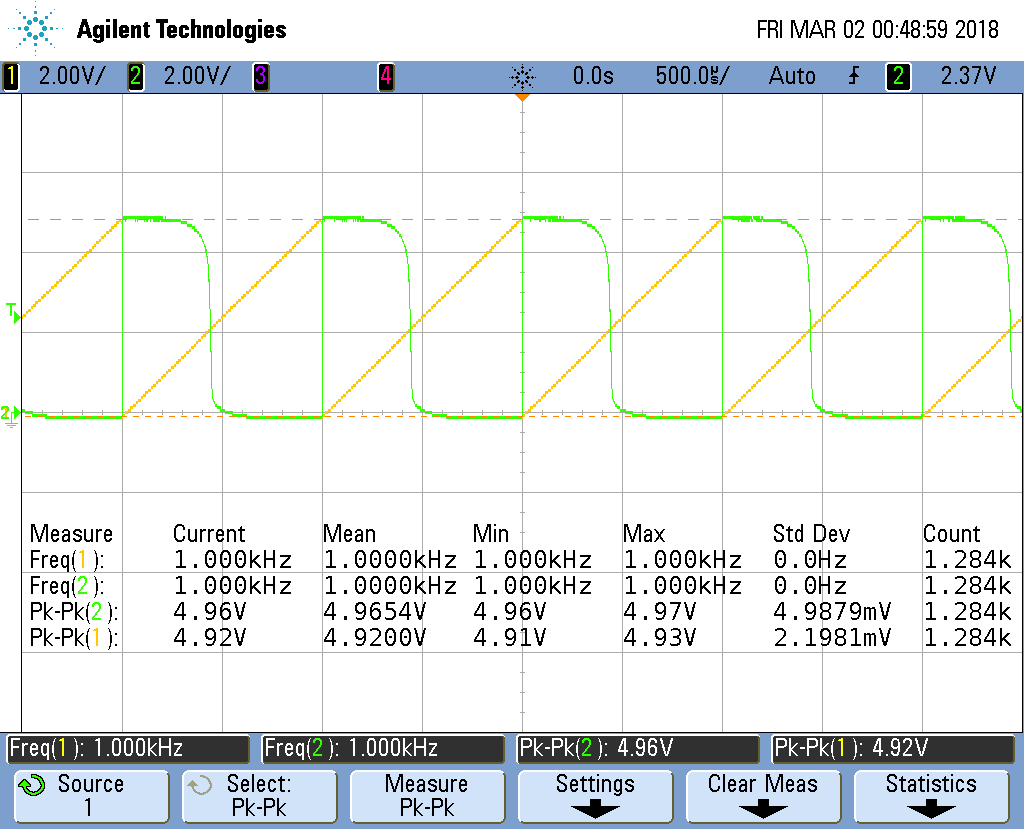 Agilent Technologies
FRI MAR 02 00:48:59 2018
1 2.00V/ 2 2.00V/ 3 4 0.0s 500.0µs/ Auto 2 2.37V
T
2
Measure Current Mean Min Max Std Dev Count
Freq(1): 1.000kHz 1.0000kHz 1.000kHz 1.000kHz 0.0Hz 1.284k
Freq(2): 1.000kHz 1.0000kHz 1.000kHz 1.000kHz 0.0Hz 1.284k
Pk-Pk(2): 4.96V 4.9654V 4.96V 4.97V 4.9879mV 1.284k
Pk-Pk(1): 4.92V 4.9200V 4.91V 4.93V 2.1981mV 1.284k
Freq(1): 1.000kHz Freq(2): 1.000kHz Pk-Pk(2): 4.96V Pk-Pk(1): 4.92V
Source Select: Measure Settings Clear Meas Statistics
1 Pk-Pk Pk-Pk